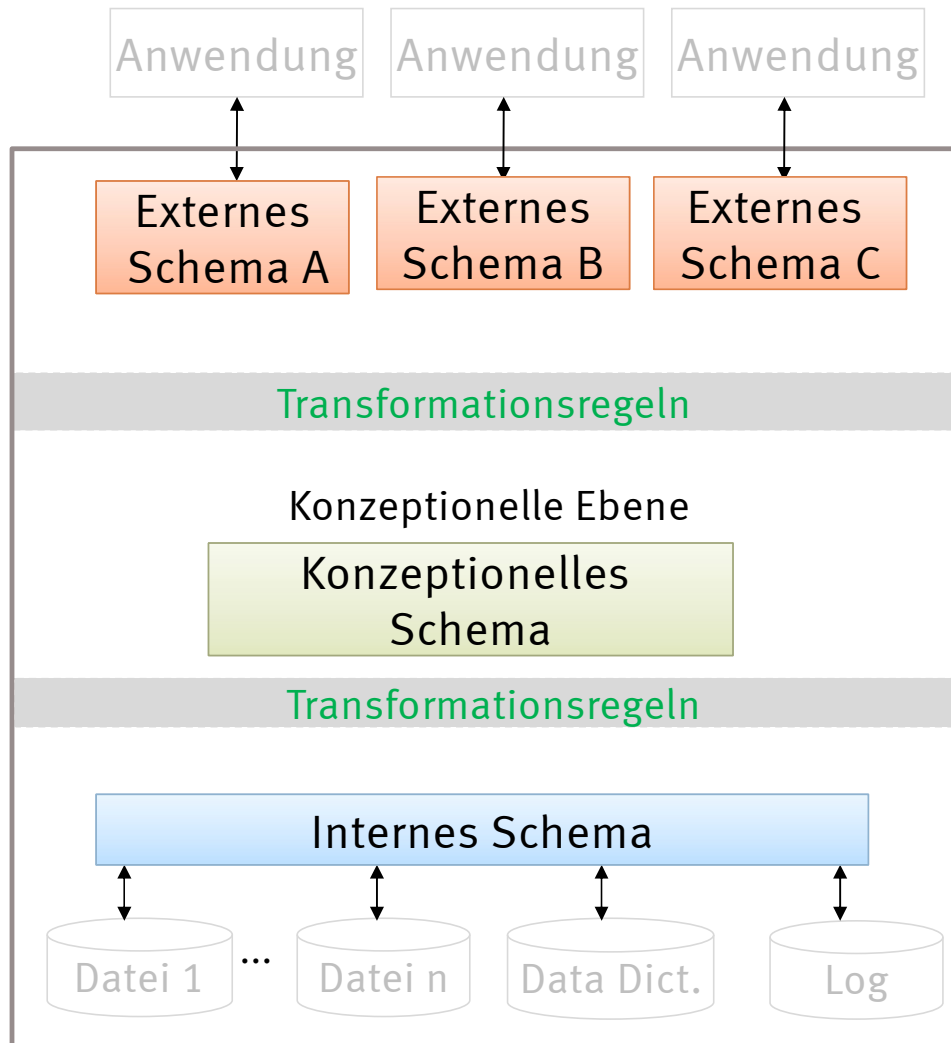 Anwendung Anwendung Anwendung
Externes Externes Externes
Schema A Schema B Schema C
Transformationsregeln
Konzeptionelle Ebene
Konzeptionelles
Schema
Transformationsregeln
Internes Schema
Datei 1 ... Datei n Data Dict. Log